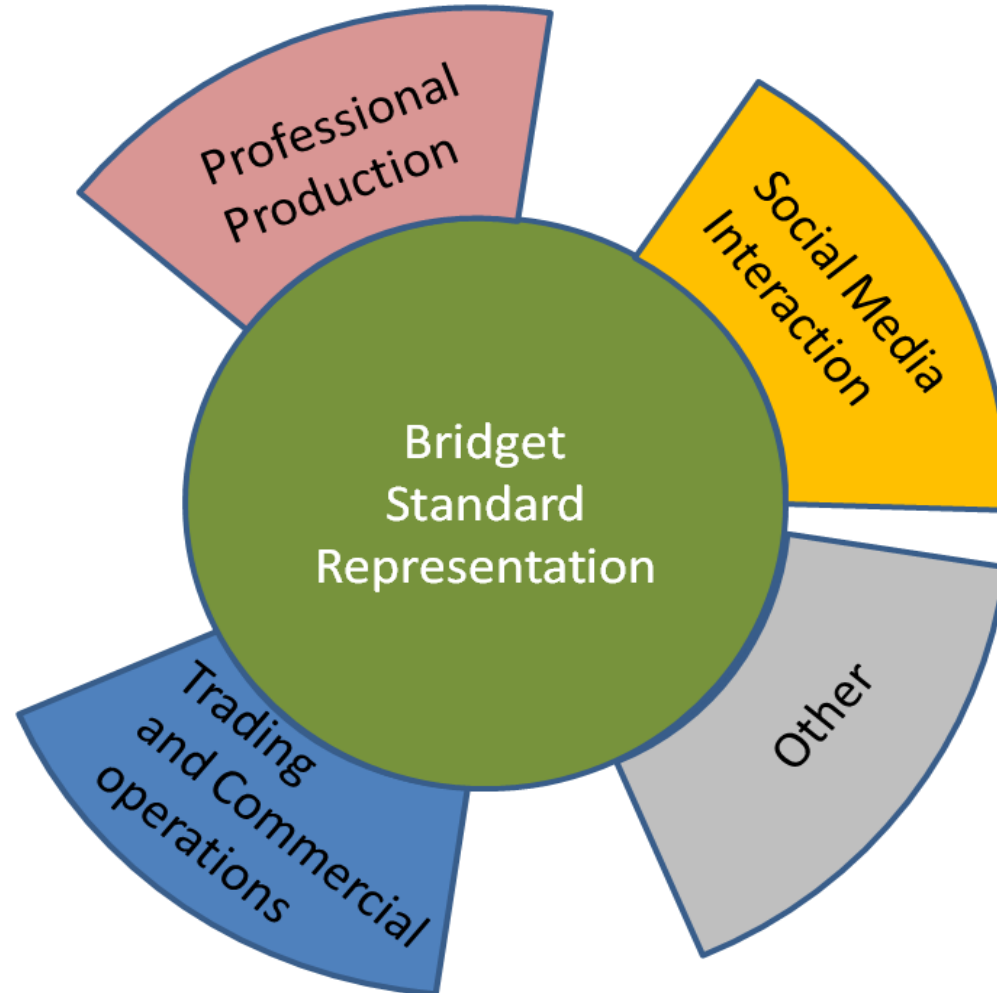 Professional
Production
Social Media
Interaction
Bridget
Standard
Representation
Trading
and Commercial
operations
Other